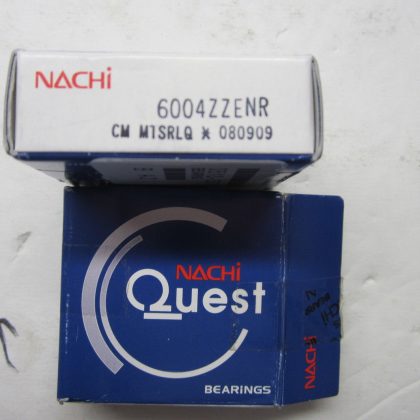 NACHi
6004ZZENR
CM MTSRLQ * 080909
NACHi
Quest
BEARINGS
NACHi